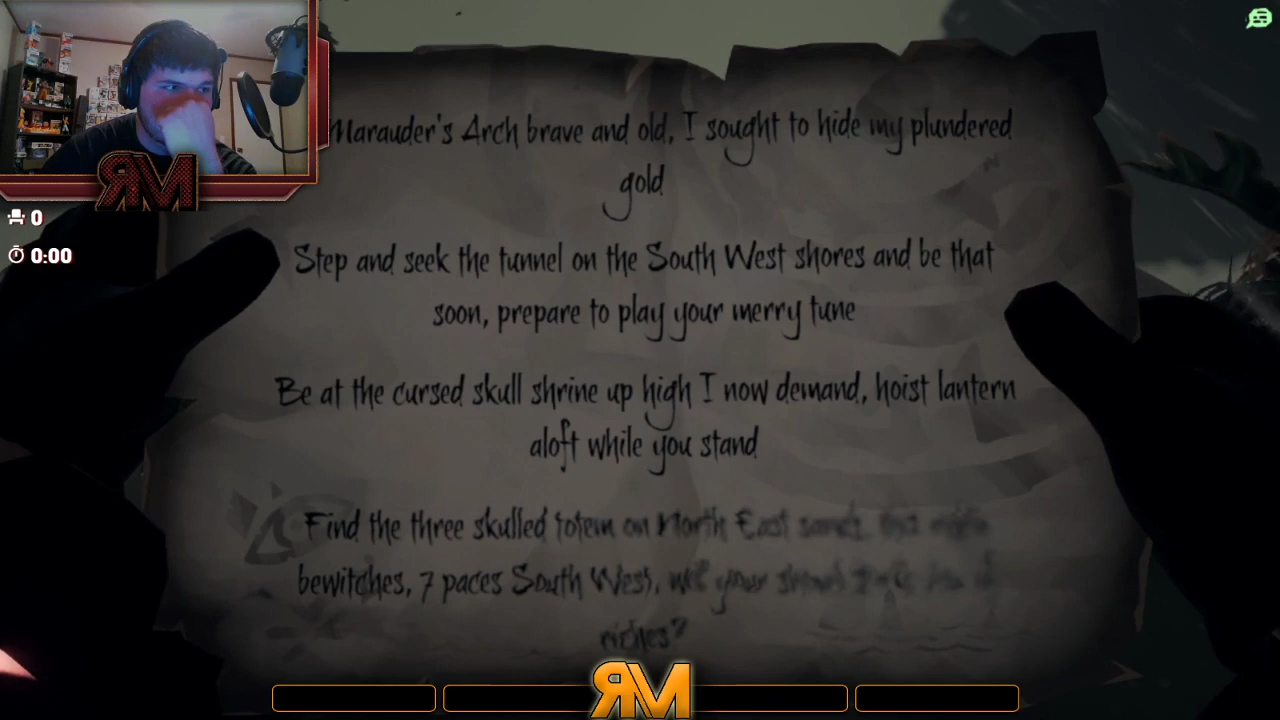 0
0:00
Marauder's Arch brave and old, I sought to hide my plundered
gold
Step and seek the tunnel on the South West shores and be that
soon, prepare to play your merry tune
Be at the cursed skull shrine up high I now demand, hoist lantern
aloft while you stand
Find the three skulled totem on North East
bewitches, 7 paces South West, your
riches?